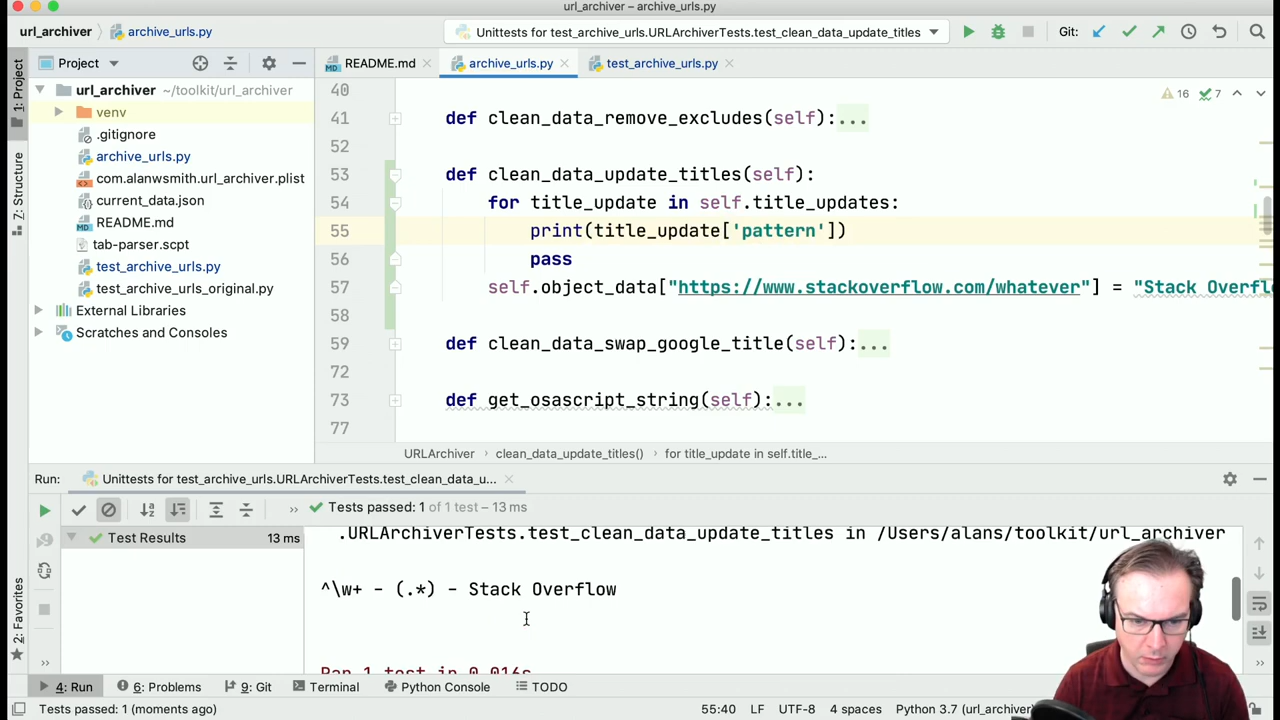 url_archiver – archive_urls.py
url_archiver
archive_urls.py
Unittests for test_archive_urls.URLArchiverTests.test_clean_data_update_titles
Git:
1: Project
7: Structure
2: Favorites
Project
README.md
archive_urls.py
test_archive_urls.py
url_archiver ~/toolkit/url_archiver
venv
.gitignore
archive_urls.py
com.alanwsmith.url_archiver.plist
current_data.json
README.md
tab-parser.scpt
test_archive_urls.py
test_archive_urls_original.py
External Libraries
Scratches and Consoles
16 7
40
41 def clean_data_remove_excludes(self):...
52
53 def clean_data_update_titles(self):
54 for title_update in self.title_updates:
55 print(title_update['pattern'])
56 pass
57 self.object_data["https://www.stackoverflow.com/whatever"] = "Stack Overfl
58
59 def clean_data_swap_google_title(self):...
72
73 def get_osascript_string(self):...
77
URLArchiver clean_data_update_titles() for title_update in self.title_...
Run: Unittests for test_archive_urls.URLArchiverTests.test_clean_data_u...
Tests passed: 1 of 1 test – 13 ms
Test Results 13 ms
.URLArchiverTests.test_clean_data_update_titles in /Users/alans/toolkit/url_archiver
^\w+ - (.*) - Stack Overflow
Ran 1 test in 0.016s
4: Run
6: Problems
9: Git
Terminal
Python Console
TODO
Tests passed: 1 (moments ago)
55:40 LF UTF-8 4 spaces Python 3.7 (url_archiver)